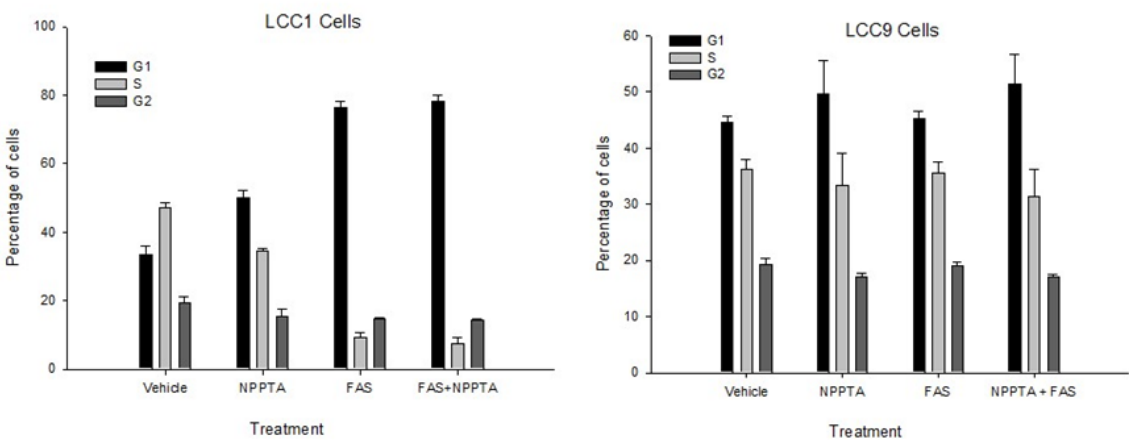 LCC1 Cells
G1
S
G2
100
80
60
40
20
0
Percentage of cells
Vehicle NPPTA FAS FAS+NPPTA
Treatment
LCC9 Cells
G1
S
G2
60
50
40
30
20
10
0
Percentage of cells
Vehicle NPPTA FAS NPPTA + FAS
Treatment